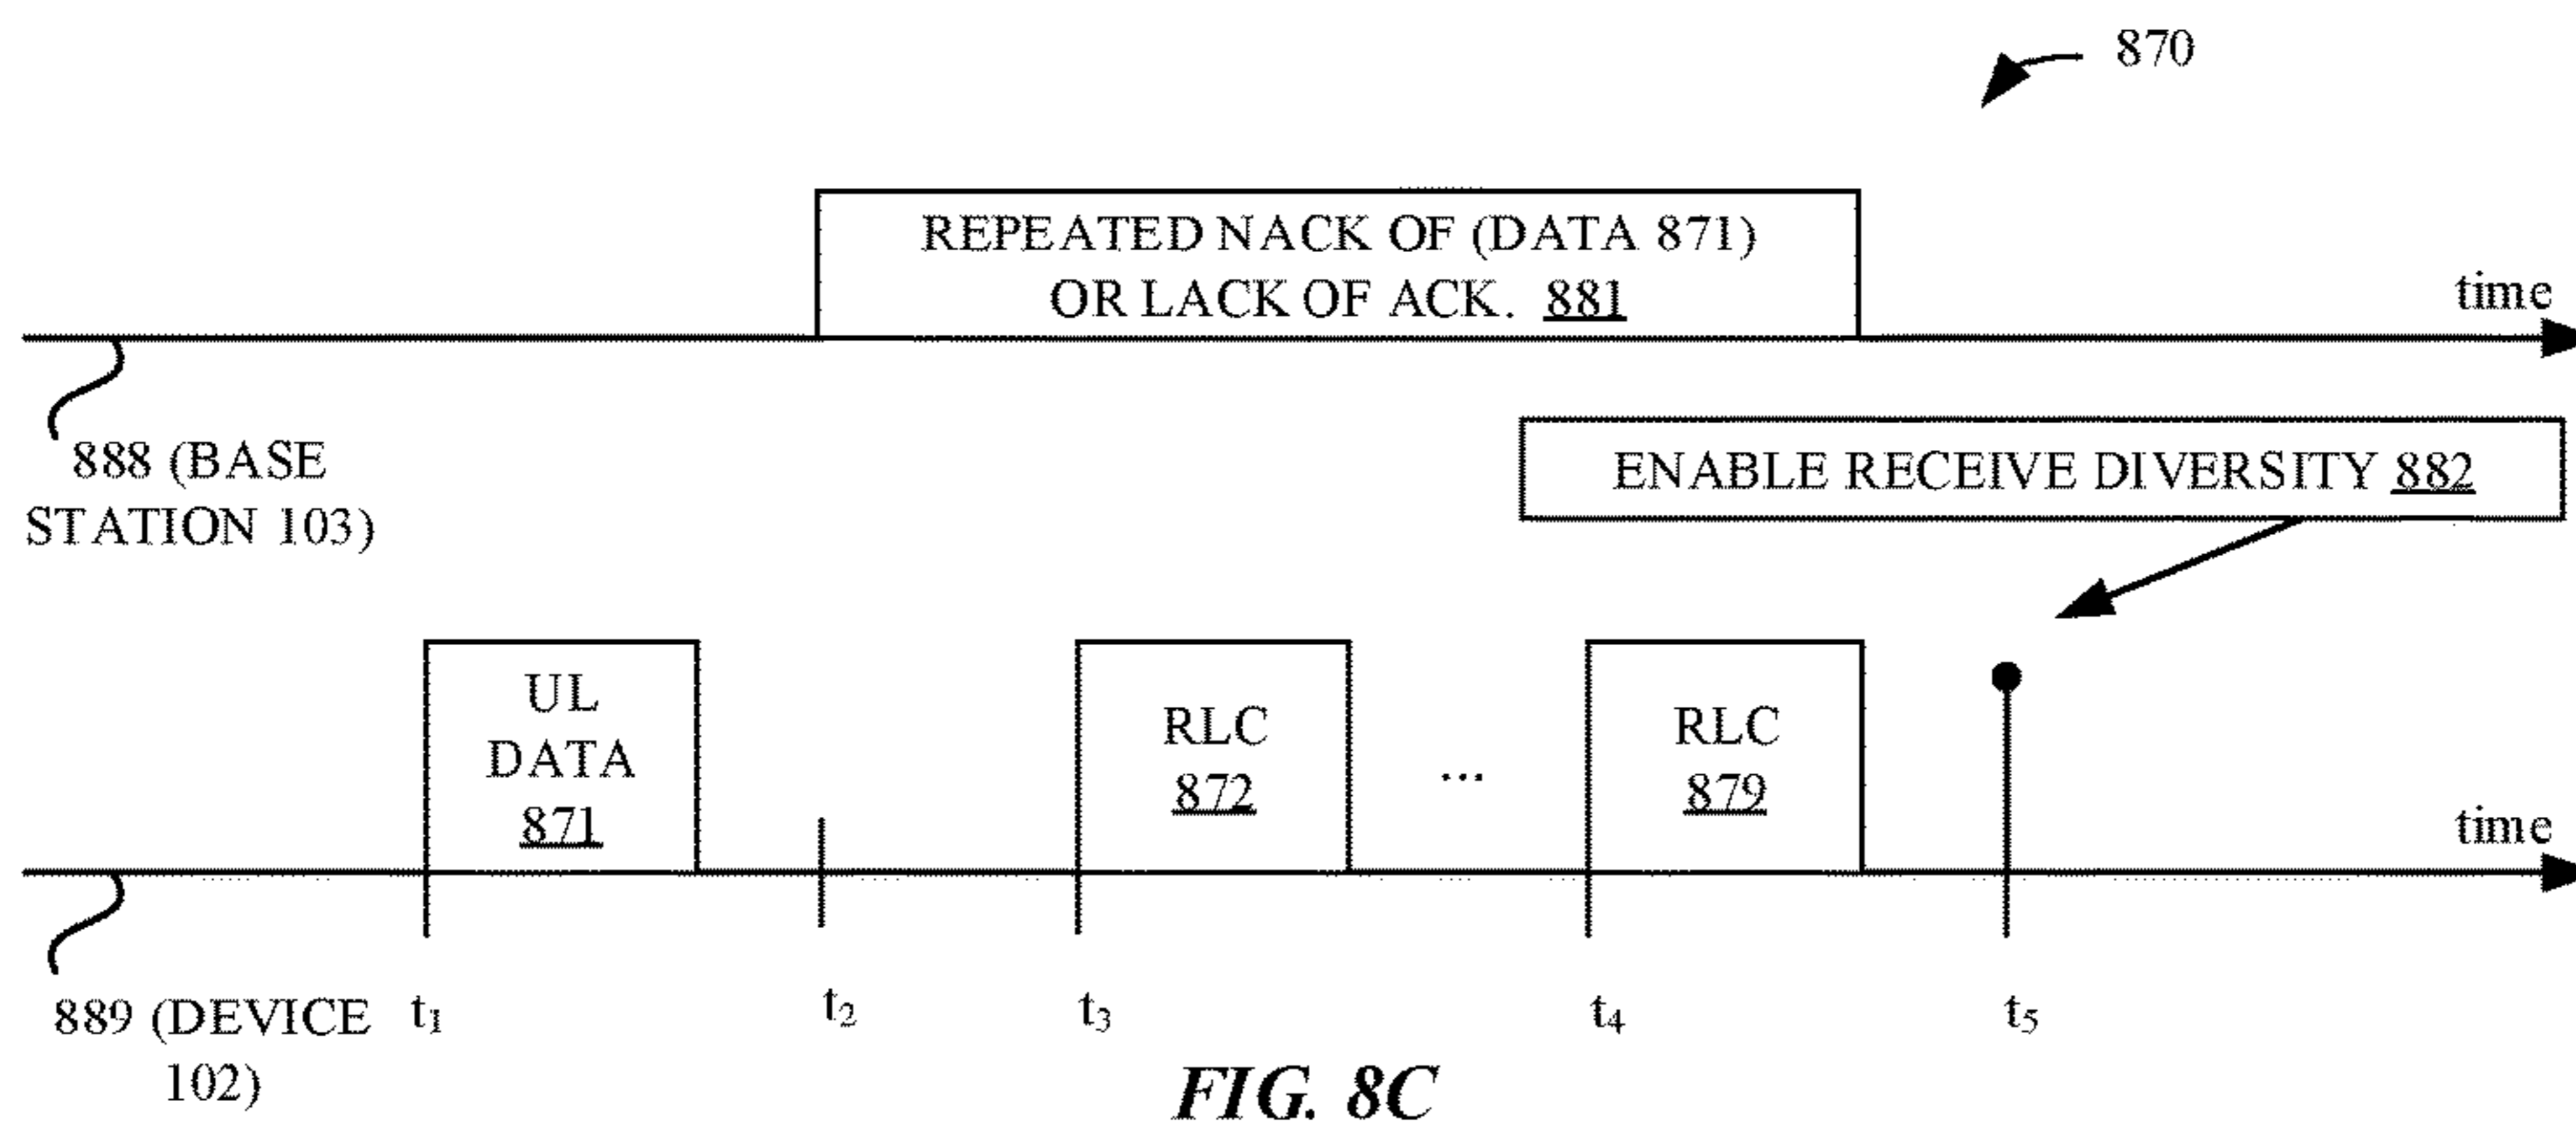 870
REPEATED NACK OF (DATA 871)
OR LACK OF ACK. 881
time
888 (BASE
STATION 103)
ENABLE RECEIVE DIVERSITY 882
UL
DATA
871
RLC
872
...
RLC
879
time
889 (DEVICE
102)
t₁
t₂
t₃
t₄
t₅
FIG. 8C